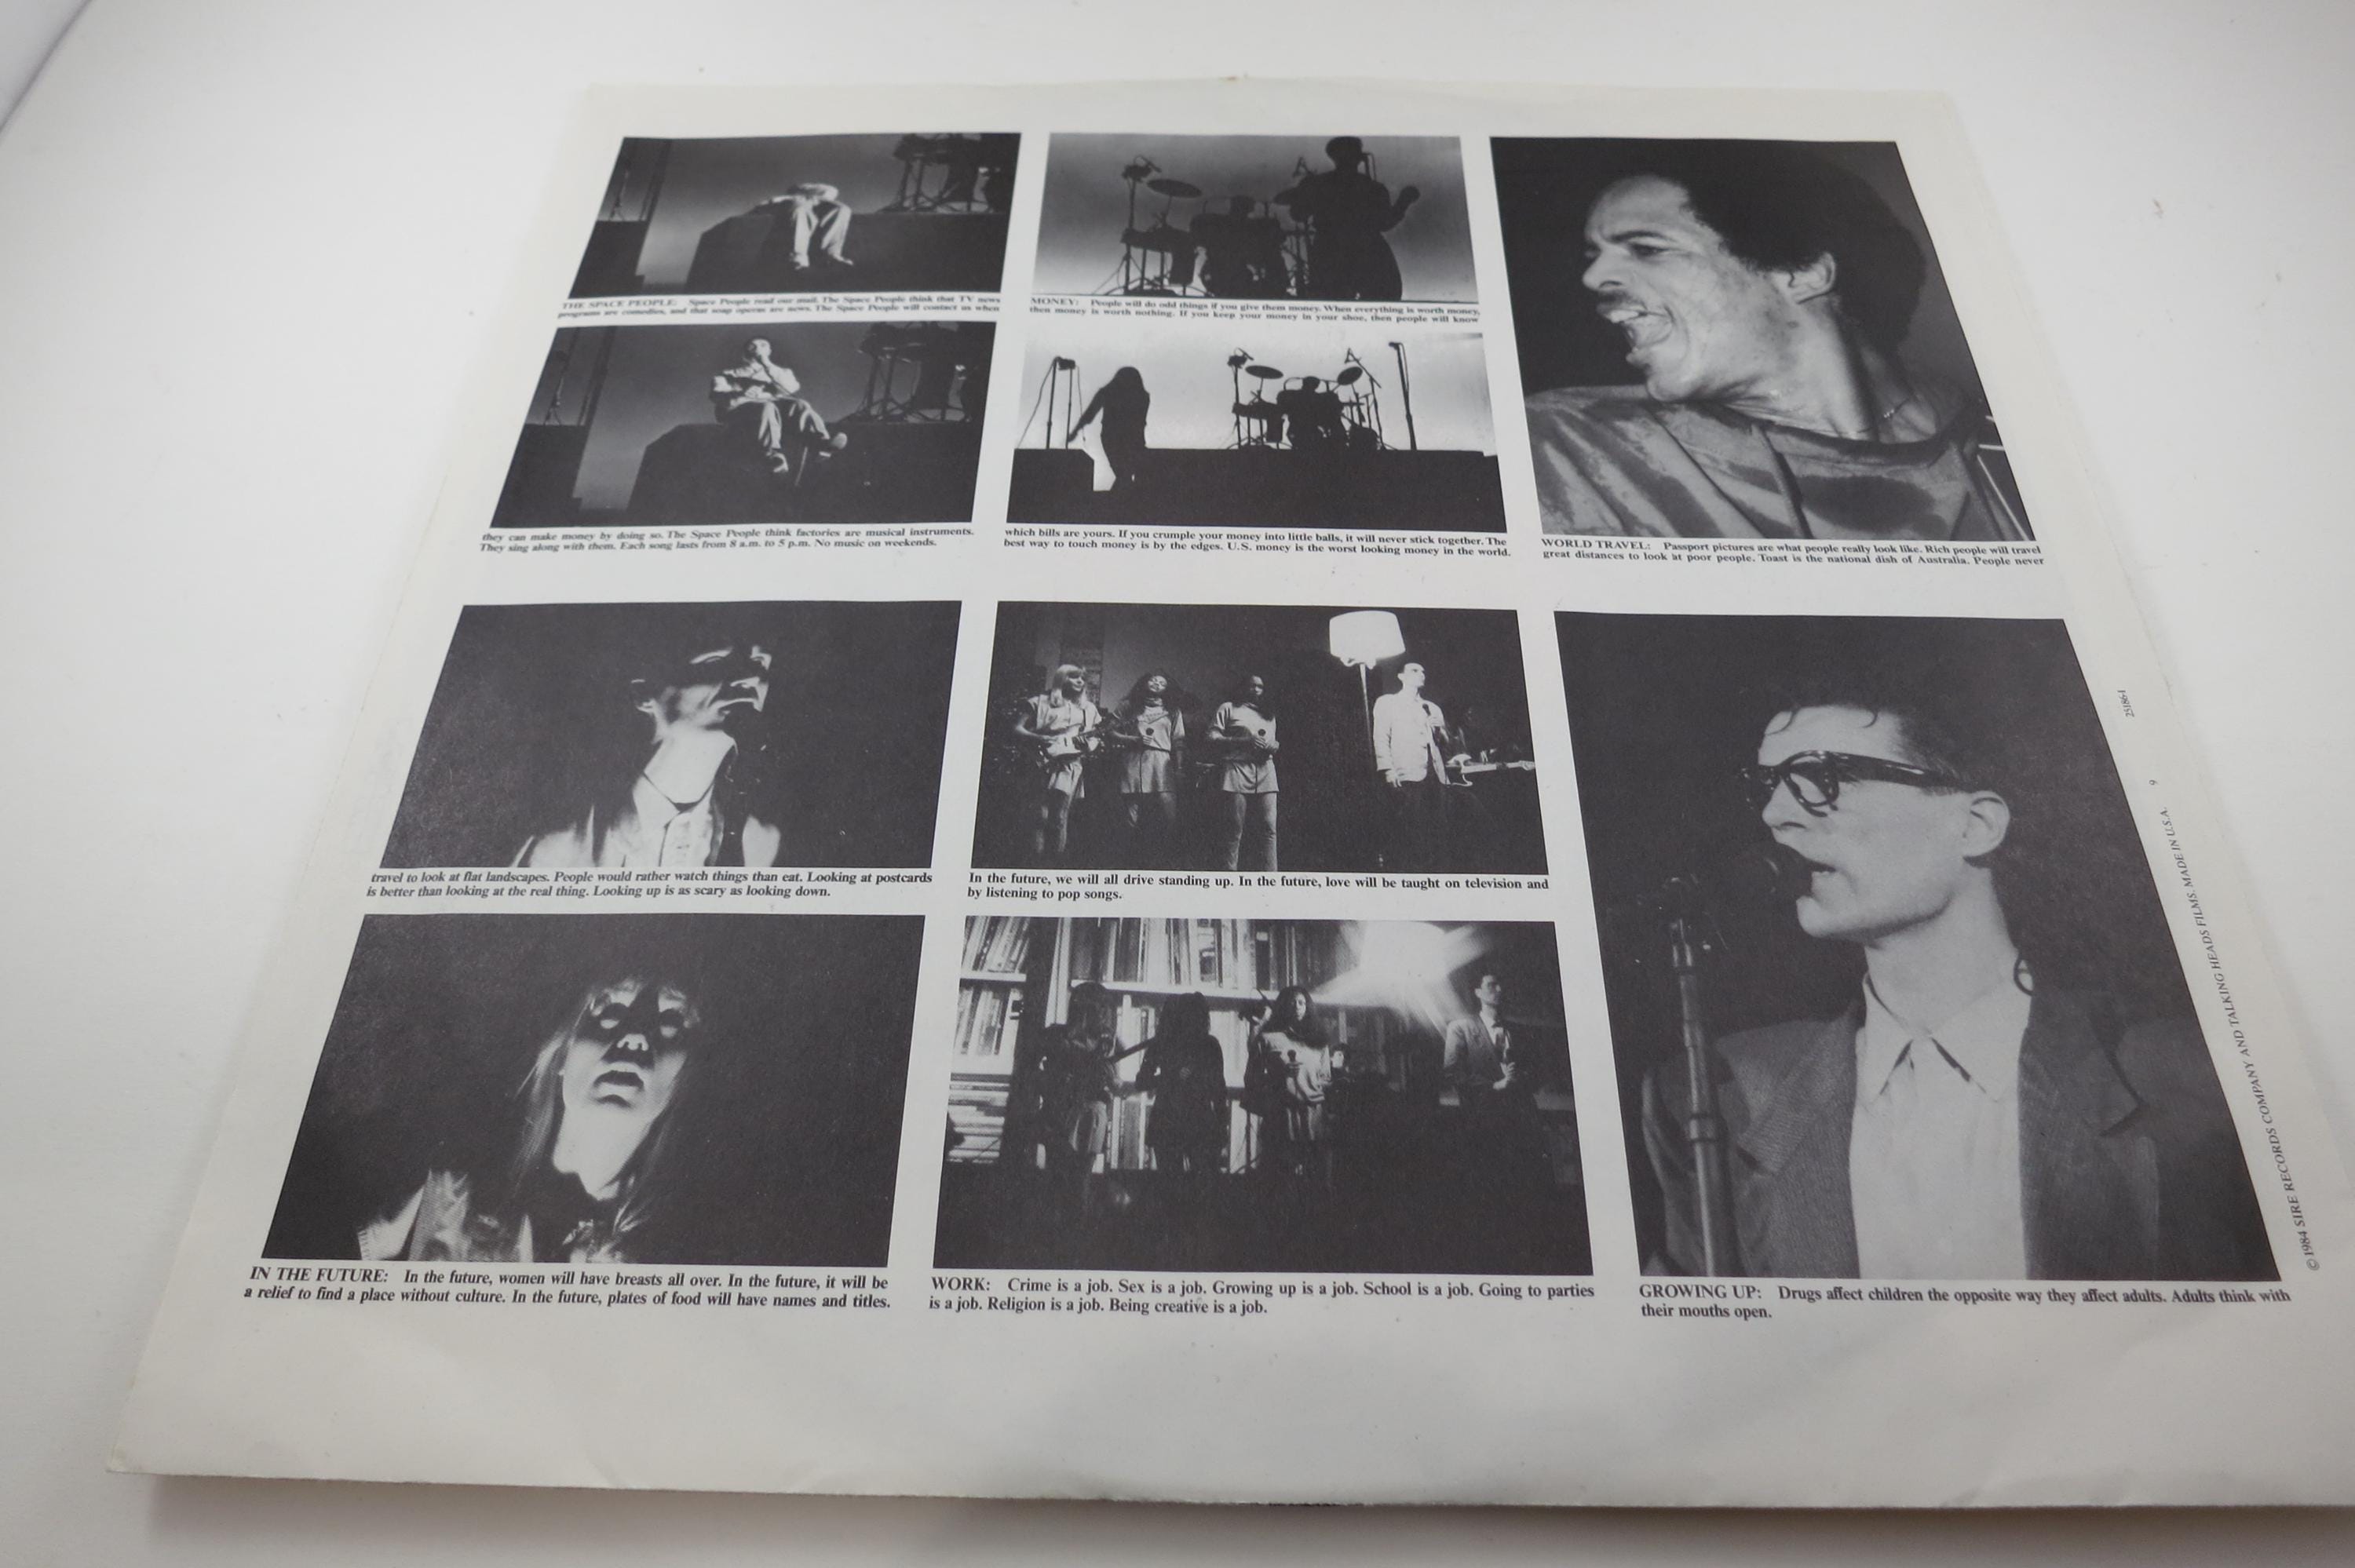 THE SPACE PEOPLE: Space People read our mail. The Space People think that TV news
programs are comedies, and that soap operas are news. The Space People will contact us when
they can make money by doing so. The Space People think factories are musical instruments.
They sing along with them. Each song lasts from 8 a.m. to 5 p.m. No music on weekends.
MONEY: People will do odd things if you give them money. When everything is worth money,
then money is worth nothing. If you keep your money in your shoe, then people will know
which bills are yours. If you crumple your money into little balls, it will never stick together. The
best way to touch money is by the edges. U.S. money is the worst looking money in the world.
WORLD TRAVEL: Passport pictures are what people really look like. Rich people will travel
great distances to look at poor people. Toast is the national dish of Australia. People never
travel to look at flat landscapes. People would rather watch things than eat. Looking at postcards
is better than looking at the real thing. Looking up is as scary as looking down.
IN THE FUTURE: In the future, women will have breasts all over. In the future, it will be
a relief to find a place without culture. In the future, plates of food will have names and titles.
In the future, we will all drive standing up. In the future, love will be taught on television and
by listening to pop songs.
WORK: Crime is a job. Sex is a job. Growing up is a job. School is a job. Going to parties
is a job. Religion is a job. Being creative is a job.
GROWING UP: Drugs affect children the opposite way they affect adults. Adults think with
their mouths open.
© 1984 SIRE RECORDS COMPANY AND TALKING HEADS FILMS. MADE IN U.S.A. 9
25186-1